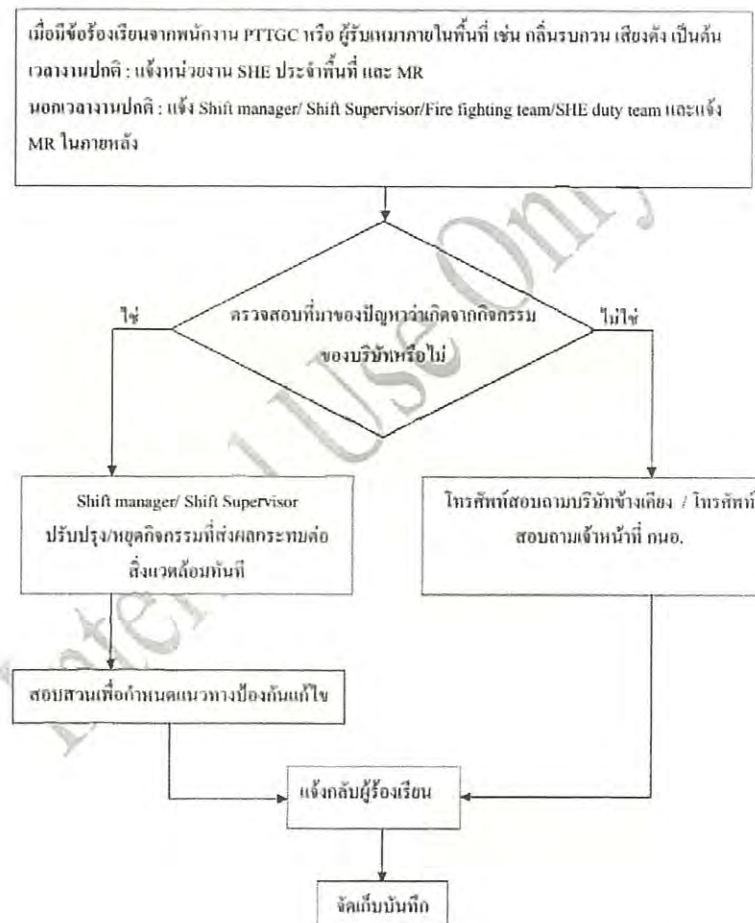 เมื่อมีข้อร้องเรียนจากพนักงาน PTTGC หรือ ผู้รับเหมาภายในพื้นที่ เช่น กลิ่นรบกวน เสียงดัง เป็นต้น
เวลางานปกติ : แจ้งหน่วยงาน SHE ประจำพื้นที่ และ MR
นอกเวลางานปกติ : แจ้ง Shift manager/ Shift Supervisor/Fire fighting team/SHE duty team และแจ้ง
MR ในภายหลัง
ตรวจสอบที่มาของปัญหาว่าเกิดจากกิจกรรม
ของบริษัทหรือไม่
ใช่
ไม่ใช่
Shift manager/ Shift Supervisor
ปรับปรุง/หยุดกิจกรรมที่ส่งผลกระทบต่อ
สิ่งแวดล้อมทันที
โทรศัพท์สอบถามบริษัทข้างเคียง / โทรศัพท์
สอบถามเจ้าหน้าที่ กนอ.
สอบสวนเพื่อกำหนดแนวทางป้องกันแก้ไข
แจ้งกลับผู้ร้องเรียน
จัดเก็บบันทึก
Internal Use Only